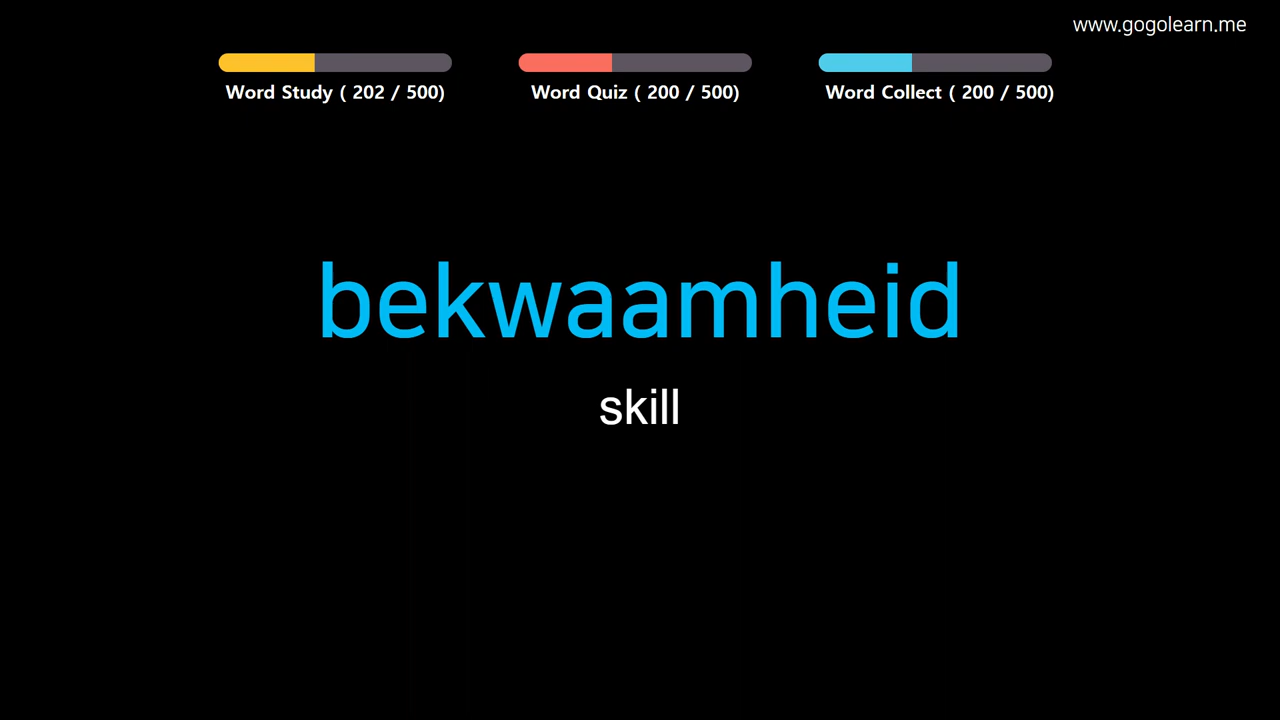 www.gogolearn.me
Word Study ( 202 / 500)
Word Quiz ( 200 / 500)
Word Collect ( 200 / 500)
bekwaamheid
skill